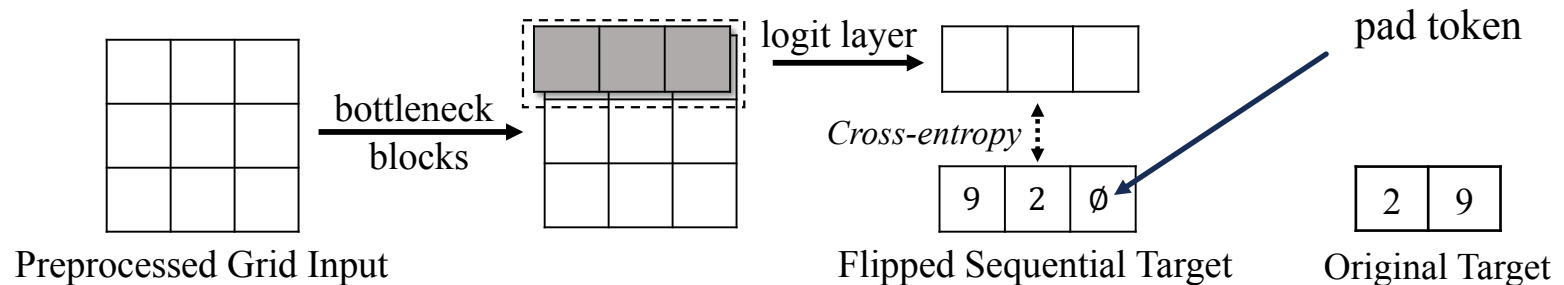 pad token
logit layer
bottleneck
blocks
Cross-entropy
9 2 ∅
2 9
Preprocessed Grid Input
Flipped Sequential Target
Original Target